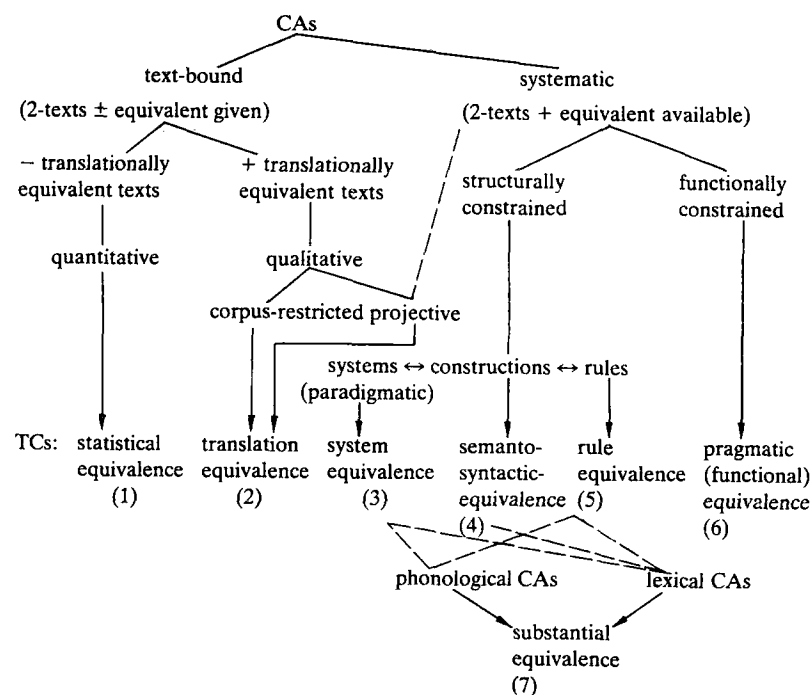 CAs
text-bound systematic
(2-texts ± equivalent given) (2-texts + equivalent available)
− translationally
equivalent texts
+ translationally
equivalent texts
structurally
constrained
functionally
constrained
quantitative
qualitative
corpus-restricted projective
systems ↔ constructions ↔ rules
(paradigmatic)
TCs:
statistical
equivalence
(1)
translation
equivalence
(2)
system
equivalence
(3)
semanto-
syntactic-
equivalence
(4)
rule
equivalence
(5)
pragmatic
(functional)
equivalence
(6)
phonological CAs lexical CAs
substantial
equivalence
(7)